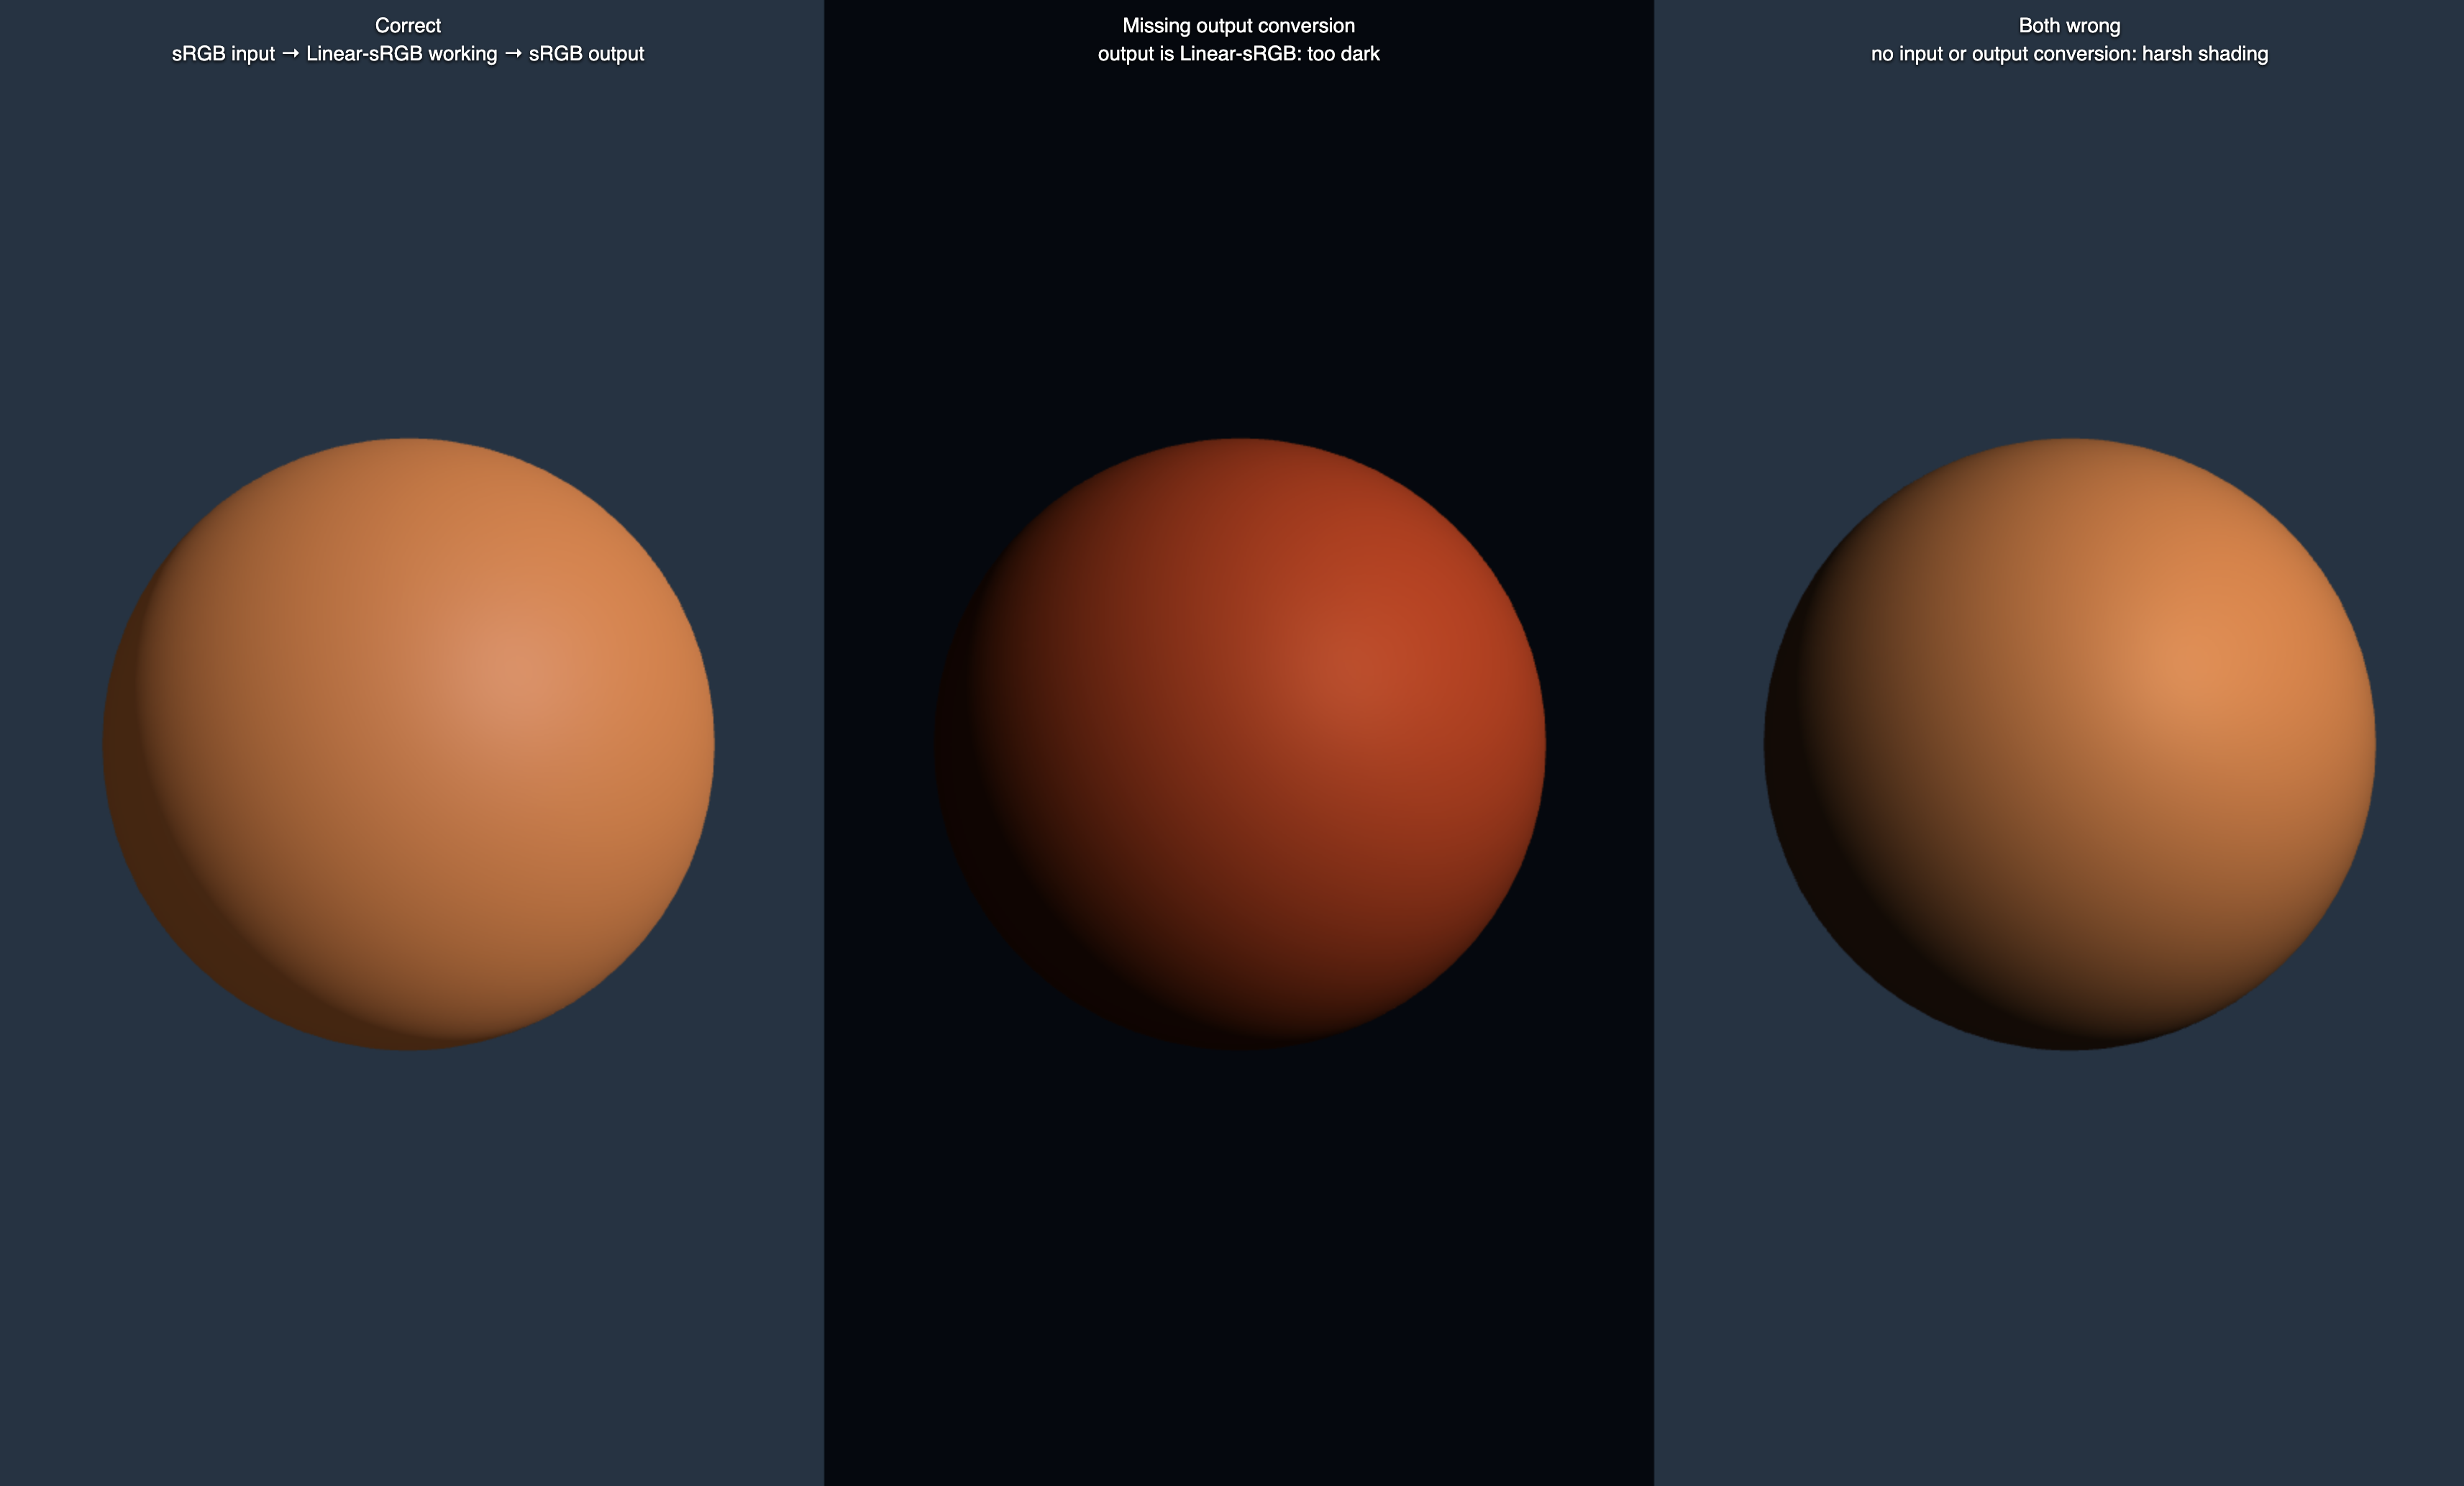 Correct
sRGB input → Linear-sRGB working → sRGB output
Missing output conversion
output is Linear-sRGB: too dark
Both wrong
no input or output conversion: harsh shading